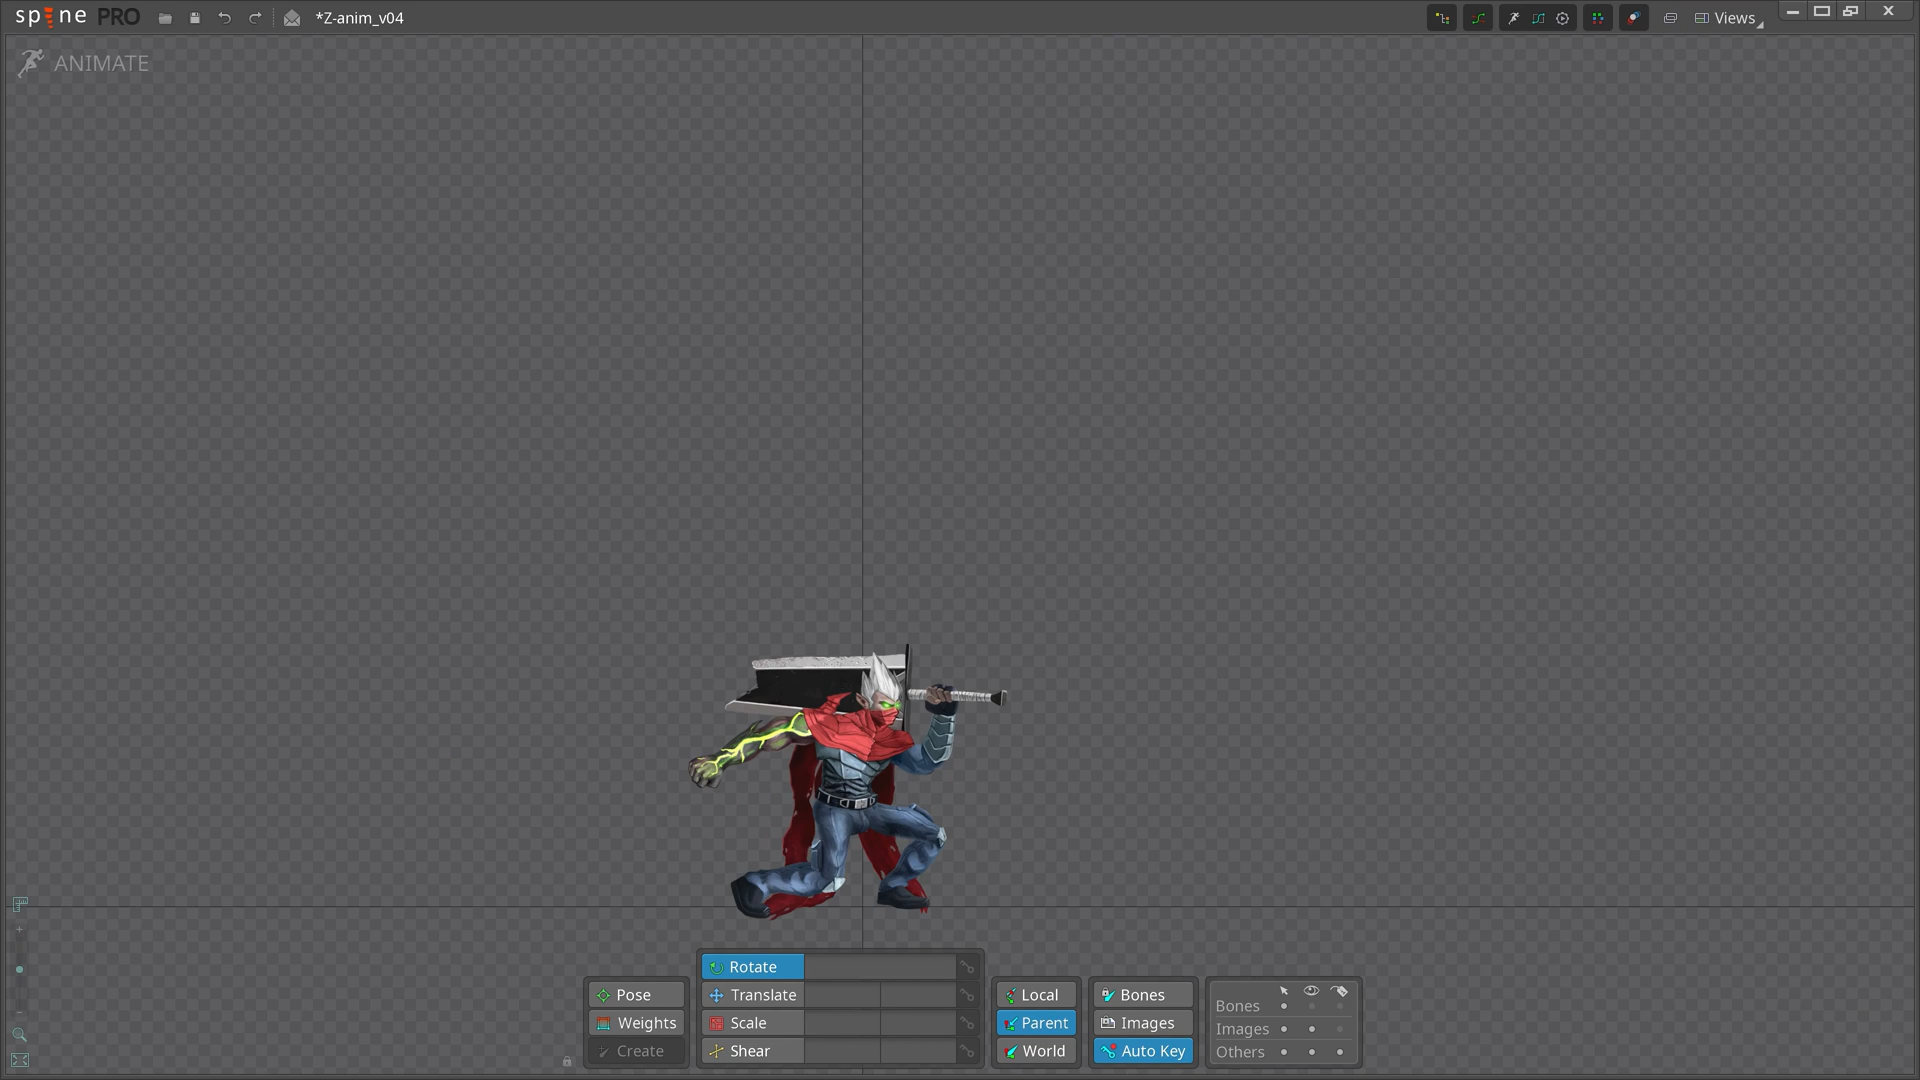 spine PRO
*Z-anim_v04
Views
ANIMATE
Rotate
Pose
Translate
Local
Bones
Bones
Weights
Scale
Parent
Images
Images
Create
Shear
World
Auto Key
Others